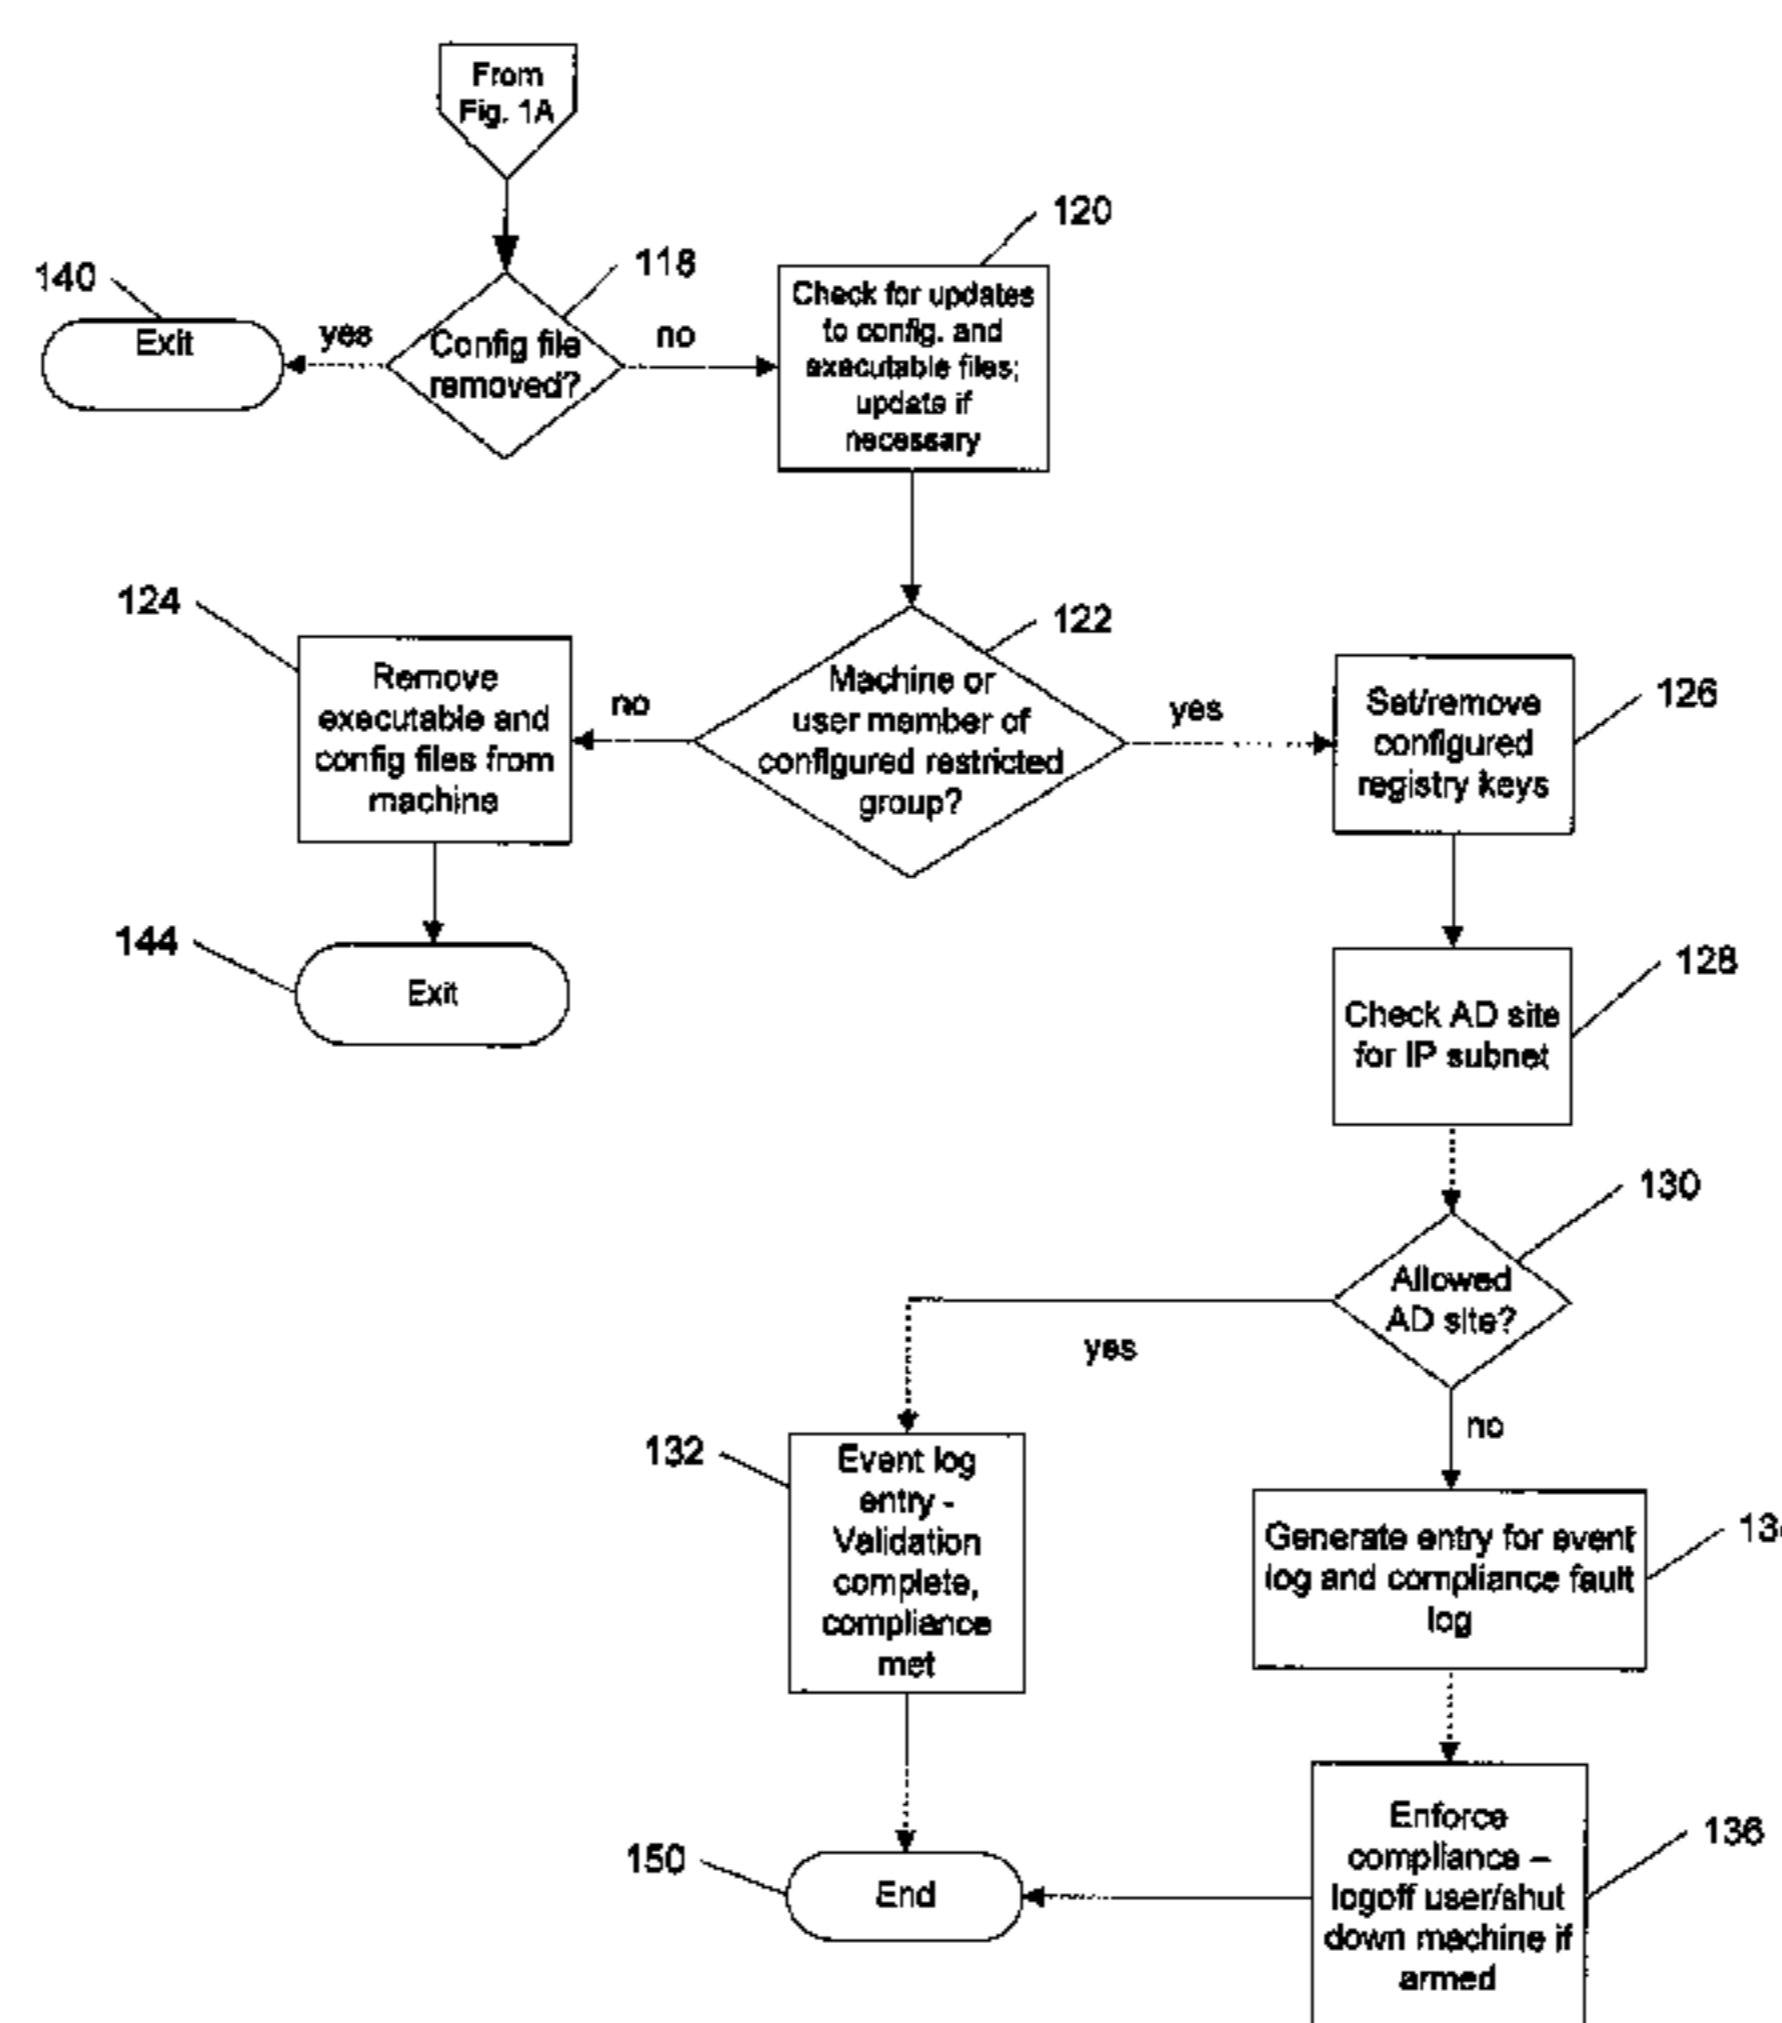 From
Fig. 1A
120
118
140
Exit
yes
Config file
removed?
no
Check for updates
to config. and
executable files;
update if
necessary
124
122
Remove
executable and
config files from
machine
no
Machine or
user member of
configured restricted
group?
yes
Set/remove
configured
registry keys
126
144
Exit
128
Check AD site
for IP subnet
130
Allowed
AD site?
yes
no
132
Event log
entry -
Validation
complete,
compliance
met
Generate entry for event
log and compliance fault
log
150
End
Enforce
compliance –
logoff user/shut
down machine if
armed
136